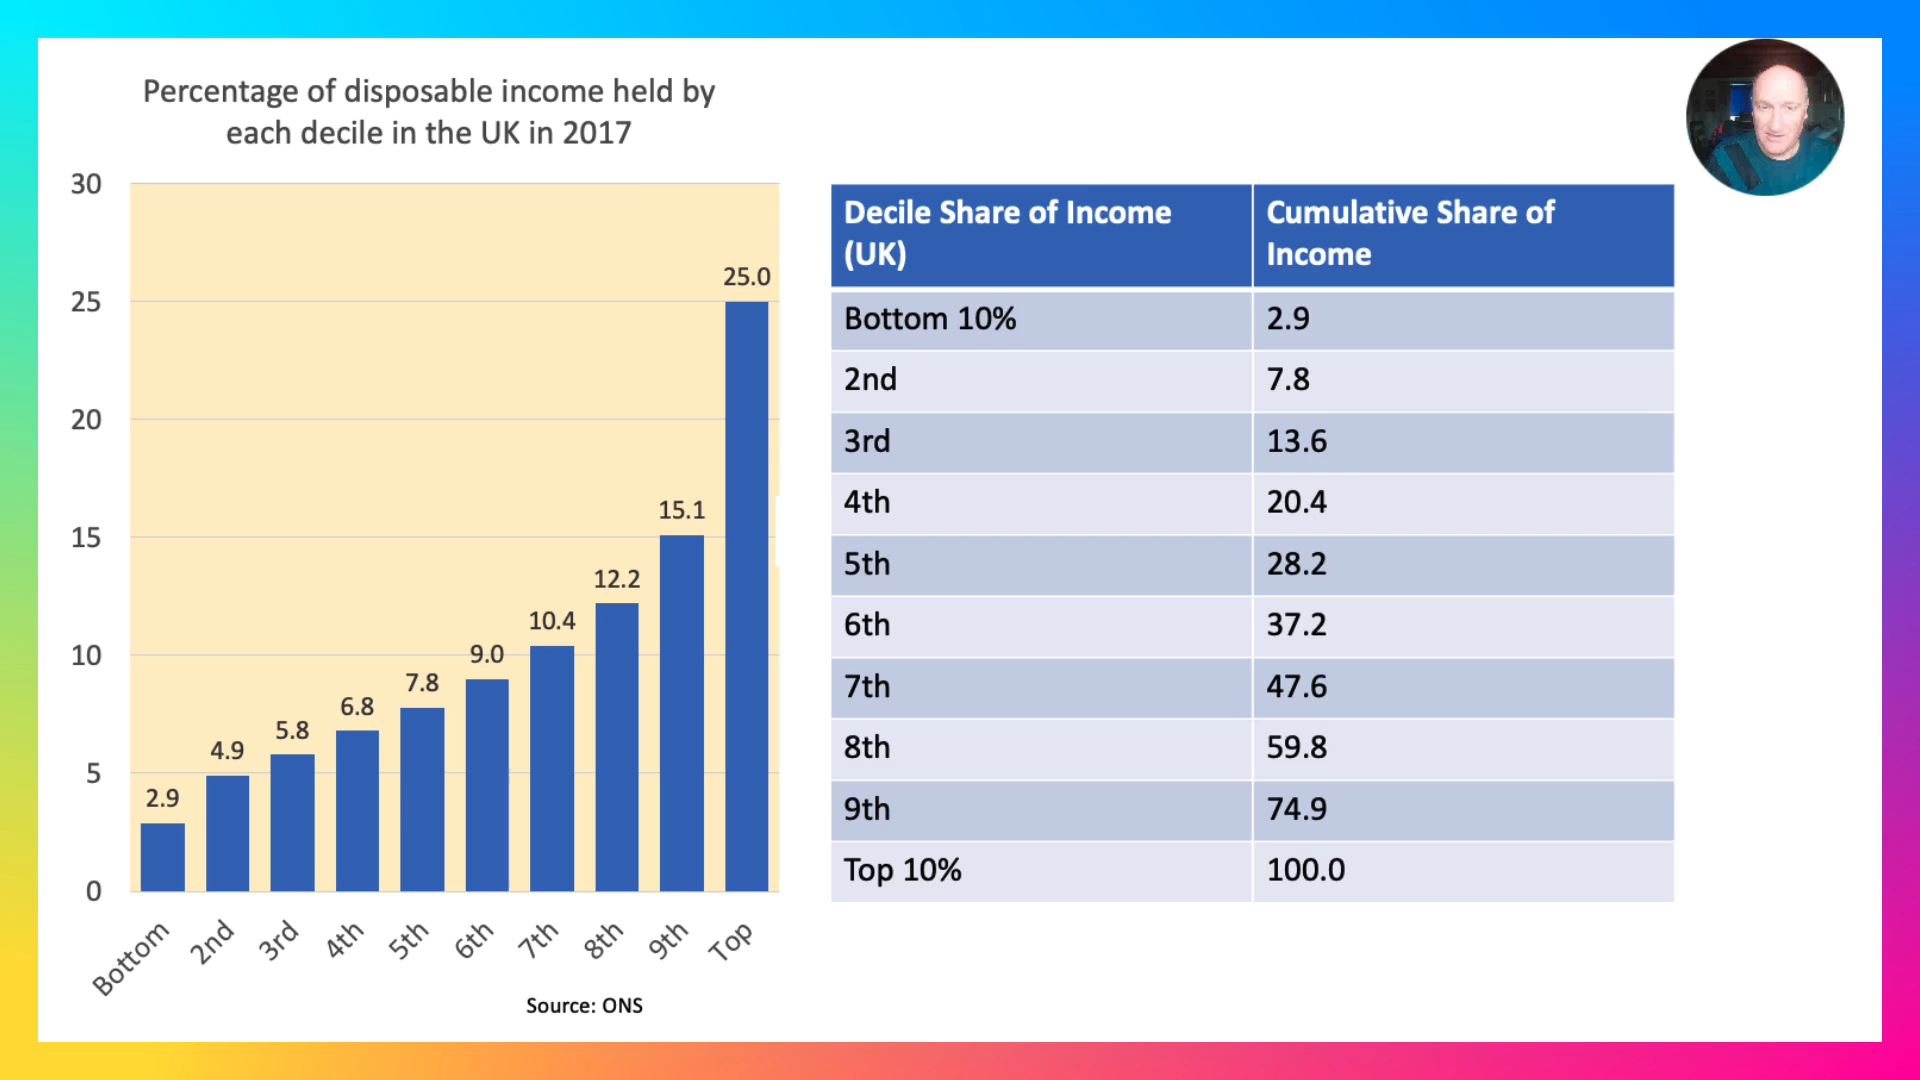 Percentage of disposable income held by
each decile in the UK in 2017
30
25
20
15
10
5
0
2.9
4.9
5.8
6.8
7.8
9.0
10.4
12.2
15.1
25.0
Bottom
2nd
3rd
4th
5th
6th
7th
8th
9th
Top
Source: ONS
Decile Share of Income
(UK)
Cumulative Share of
Income
Bottom 10% 2.9
2nd 7.8
3rd 13.6
4th 20.4
5th 28.2
6th 37.2
7th 47.6
8th 59.8
9th 74.9
Top 10% 100.0